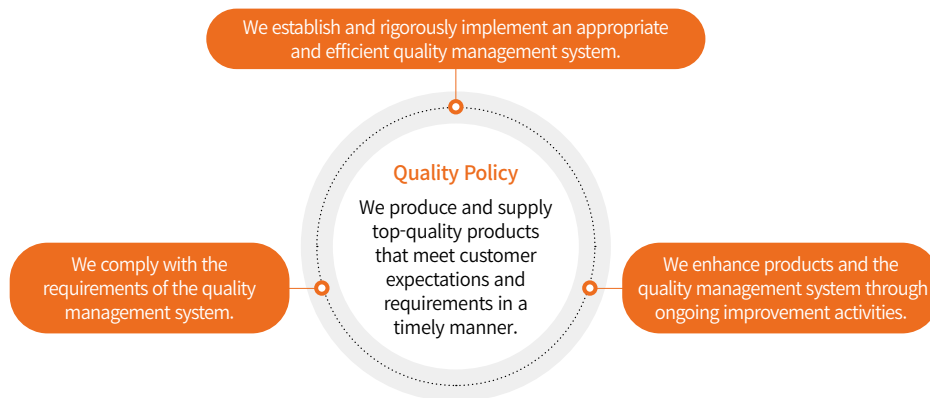 We establish and rigorously implement an appropriate
and efficient quality management system.
Quality Policy
We produce and supply
top-quality products
that meet customer
expectations and
requirements in a
timely manner.
We comply with the
requirements of the quality
management system.
We enhance products and the
quality management system through
ongoing improvement activities.